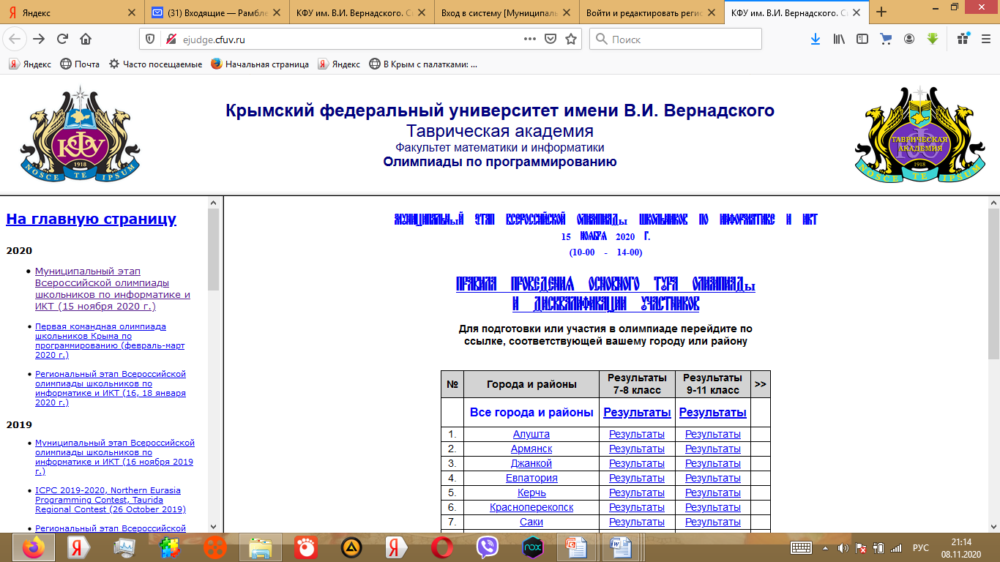 Яндекс
(31) Входящие — Рамбле
КФУ им. В.И. Вернадского. С
Вход в систему [Муниципаль
Войти и редактировать регис
КФУ им. В.И. Вернадского. С
ejudge.cfuv.ru
Поиск
Яндекс
Почта
Часто посещаемые
Начальная страница
Яндекс
В Крым с палатками: ...
КФУ
1918
NOSCE TE IPSUM
Крымский федеральный университет имени В.И. Вернадского
Таврическая академия
Факультет математики и информатики
Олимпиады по программированию
ТАВРИЧЕСКАЯ
АКАДЕМИЯ
1918
NOSCE TE IPSUM
На главную страницу
2020
Муниципальный этап
Всероссийской олимпиады
школьников по информатике и
ИКТ (15 ноября 2020 г.)
Первая командная олимпиада
школьников Крыма по
программированию (февраль-март
2020 г.)
Региональный этап Всероссийской
олимпиады школьников по
информатике и ИКТ (16, 18 января
2020 г.)
2019
Муниципальный этап Всероссийской
олимпиады школьников по
информатике и ИКТ (16 ноября 2019
г.)
ICPC 2019-2020, Northern Eurasia
Programming Contest, Taurida
Regional Contest (26 October 2019)
Региональный этап Всероссийской
МУНИЦИПАЛЬНый ЭТАП ВСЕРОССИЙСКОЙ ОЛИМПИАДы ШКОЛЬНИКОВ ПО ИНФОРМАТИКЕ И ИКТ
15 НОЯБРЯ 2020 Г.
(10-00 - 14-00)
ПРАВИЛА ПРОВЕДЕНИЯ ОСНОВНОГО ТУРА ОЛИМПИАДы
И ДИСКВАЛИФИКАЦИИ УЧАСТНИКОВ
Для подготовки или участия в олимпиаде перейдите по
ссылке, соответствующей вашему городу или району
№ Города и районы Результаты 7-8 класс Результаты 9-11 класс >>
Все города и районы Результаты Результаты
1. Алушта Результаты Результаты
2. Армянск Результаты Результаты
3. Джанкой Результаты Результаты
4. Евпатория Результаты Результаты
5. Керчь Результаты Результаты
6. Красноперекопск Результаты Результаты
7. Саки Результаты Результаты
nox
РУС
21:14
08.11.2020